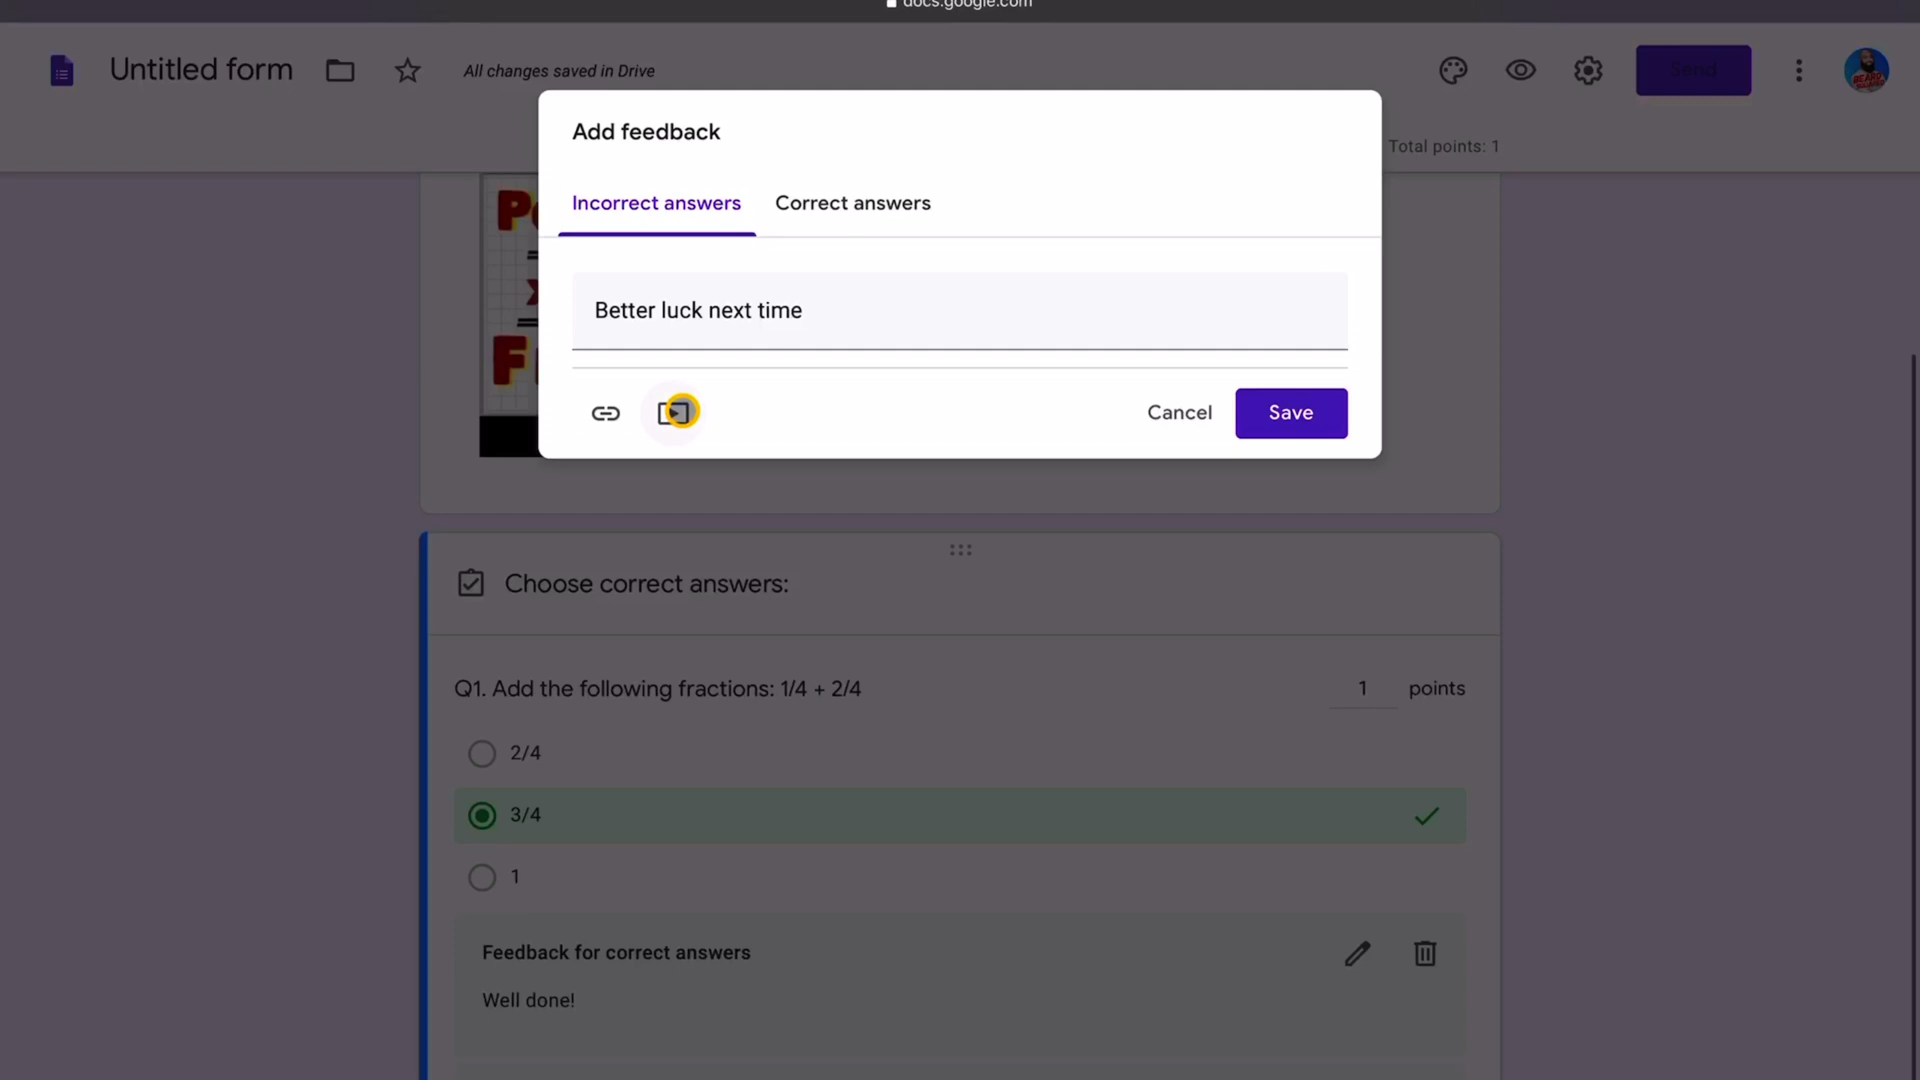 docs.google.com
Untitled form
All changes saved in Drive
Send
Add feedback
Total points: 1
Incorrect answers
Correct answers
Better luck next time
Cancel
Save
Choose correct answers:
Q1. Add the following fractions: 1/4 + 2/4
1 points
2/4
3/4
1
Feedback for correct answers
Well done!